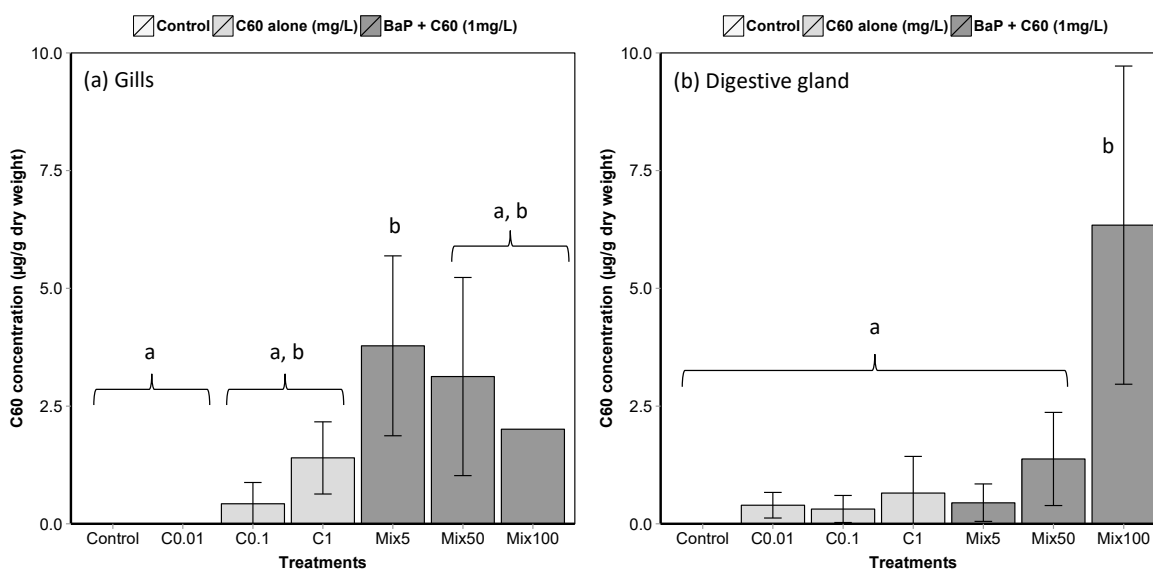 Control C60 alone (mg/L) BaP + C60 (1mg/L)
(a) Gills
C60 concentration (µg/g dry weight)
10.0
7.5
5.0
2.5
0.0
a
a, b
b
a, b
Control C0.01 C0.1 C1 Mix5 Mix50 Mix100
Treatments
Control C60 alone (mg/L) BaP + C60 (1mg/L)
(b) Digestive gland
C60 concentration (µg/g dry weight)
10.0
7.5
5.0
2.5
0.0
a
b
Control C0.01 C0.1 C1 Mix5 Mix50 Mix100
Treatments